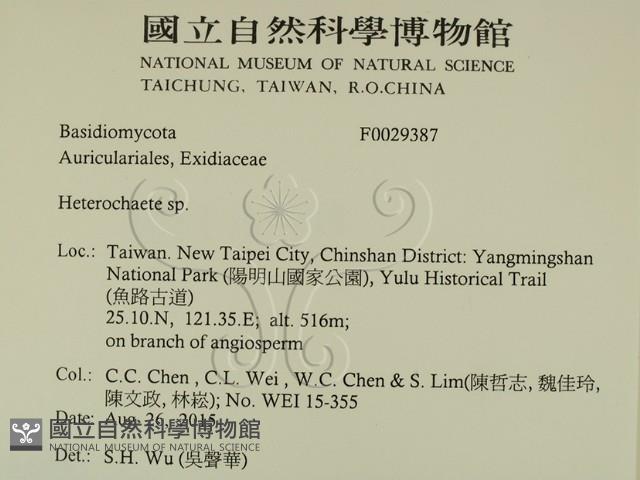 國立自然科學博物館
NATIONAL MUSEUM OF NATURAL SCIENCE
TAICHUNG, TAIWAN, R.O.CHINA
Basidiomycota F0029387
Auriculariales, Exidiaceae
Heterochaete sp.
Loc.: Taiwan. New Taipei City, Chinshan District: Yangmingshan
National Park (陽明山國家公園), Yulu Historical Trail
(魚路古道)
25.10.N, 121.35.E; alt. 516m;
on branch of angiosperm
Col.: C.C. Chen , C.L. Wei , W.C. Chen & S. Lim(陳哲志, 魏佳玲,
陳文政, 林崧); No. WEI 15-355
Date: Aug. 26, 2015
國立自然科學博物館
NATIONAL MUSEUM OF NATURAL SCIENCE
Det.: S.H. Wu (吳聲華)